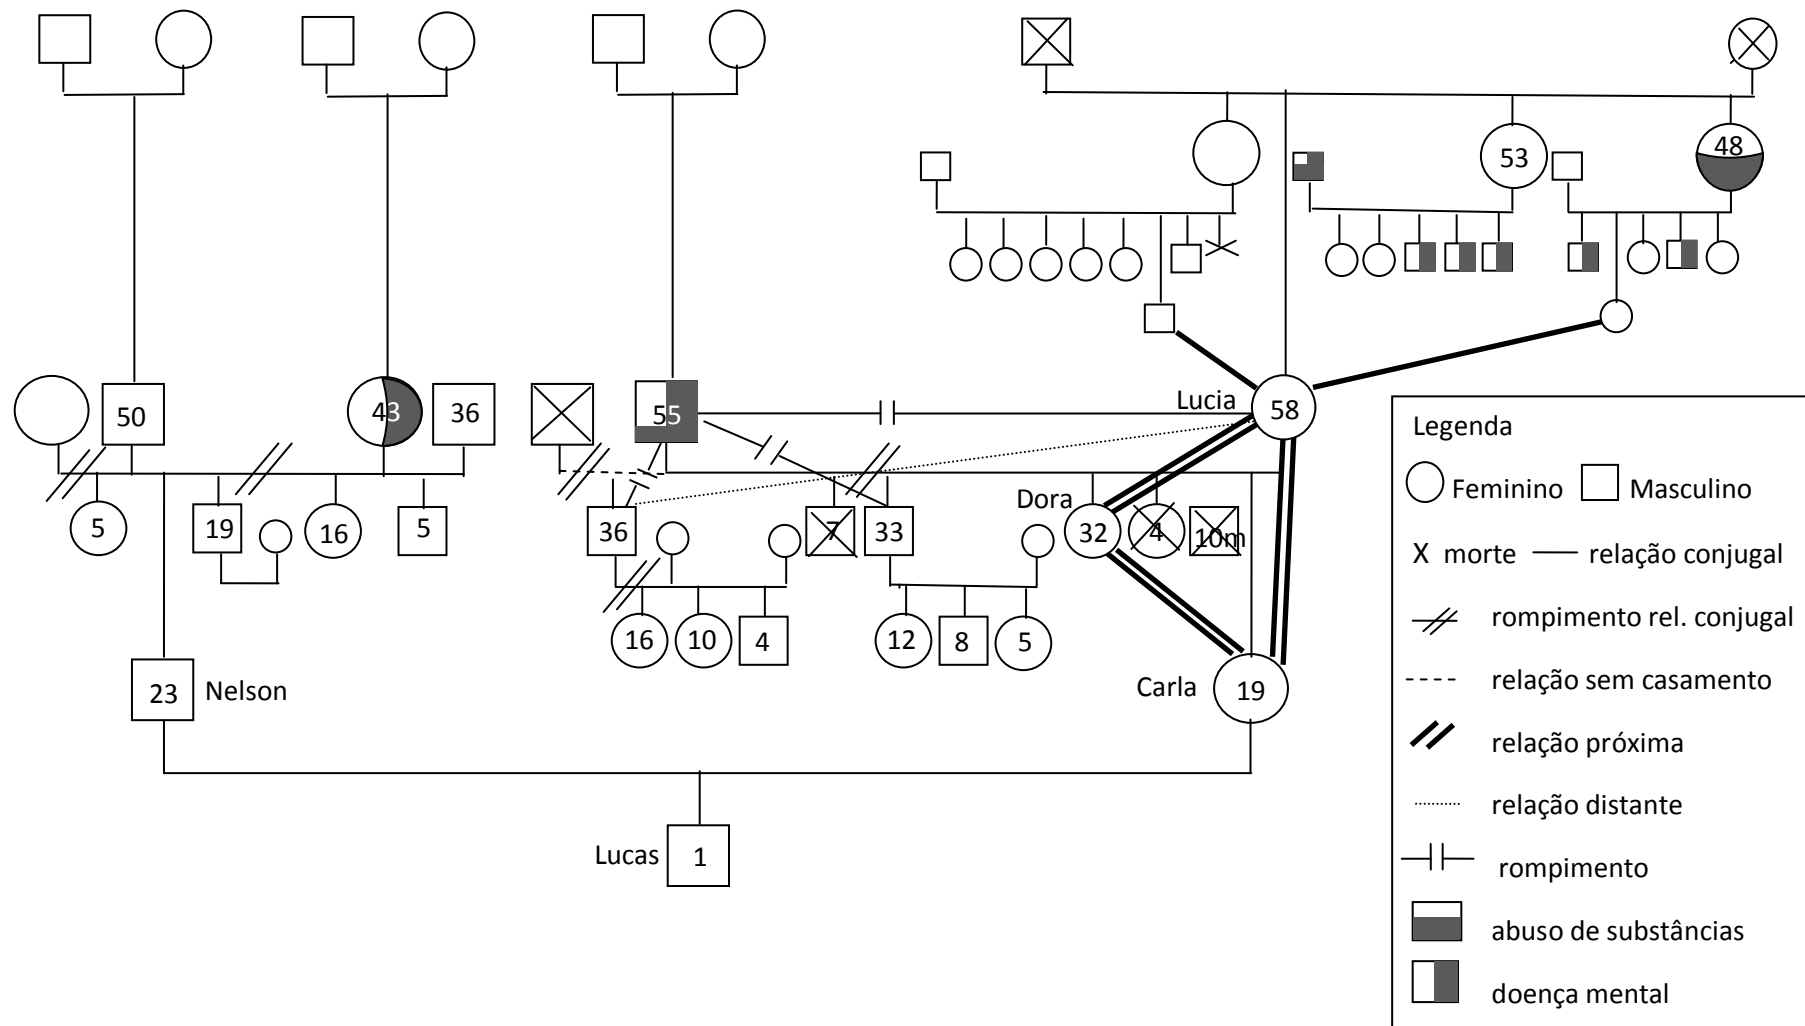 48
53
50
43
36
55
Lucia
58
Legenda
Feminino
Masculino
Dora
5
19
16
5
36
7
33
32
4
10m
X morte
relação conjugal
rompimento rel. conjugal
16
10
4
12
8
5
23
Nelson
Carla
19
relação sem casamento
relação próxima
relação distante
Lucas
1
rompimento
abuso de substâncias
doença mental